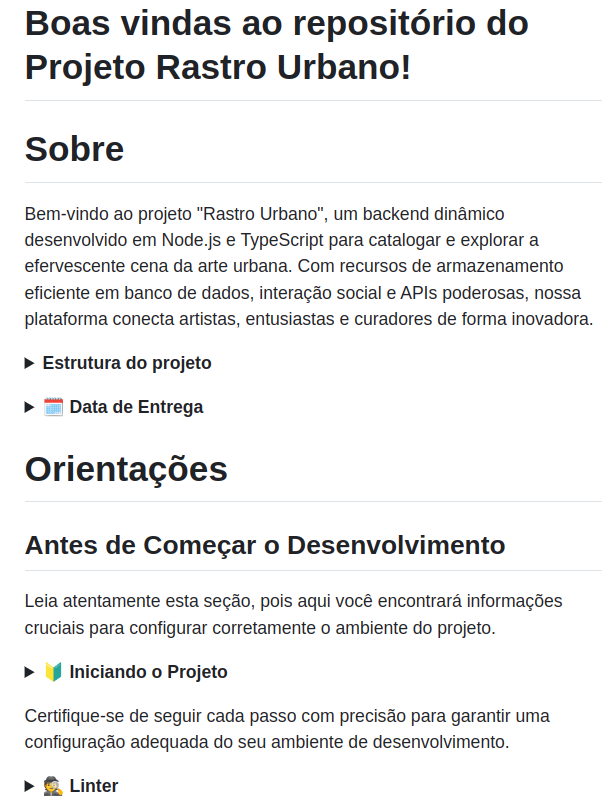 Boas vindas ao repositório do
Projeto Rastro Urbano!
Sobre
Bem-vindo ao projeto "Rastro Urbano", um backend dinâmico
desenvolvido em Node.js e TypeScript para catalogar e explorar a
efervescente cena da arte urbana. Com recursos de armazenamento
eficiente em banco de dados, interação social e APIs poderosas, nossa
plataforma conecta artistas, entusiastas e curadores de forma inovadora.
Estrutura do projeto
Data de Entrega
Orientações
Antes de Começar o Desenvolvimento
Leia atentamente esta seção, pois aqui você encontrará informações
cruciais para configurar corretamente o ambiente do projeto.
Iniciando o Projeto
Certifique-se de seguir cada passo com precisão para garantir uma
configuração adequada do seu ambiente de desenvolvimento.
Linter